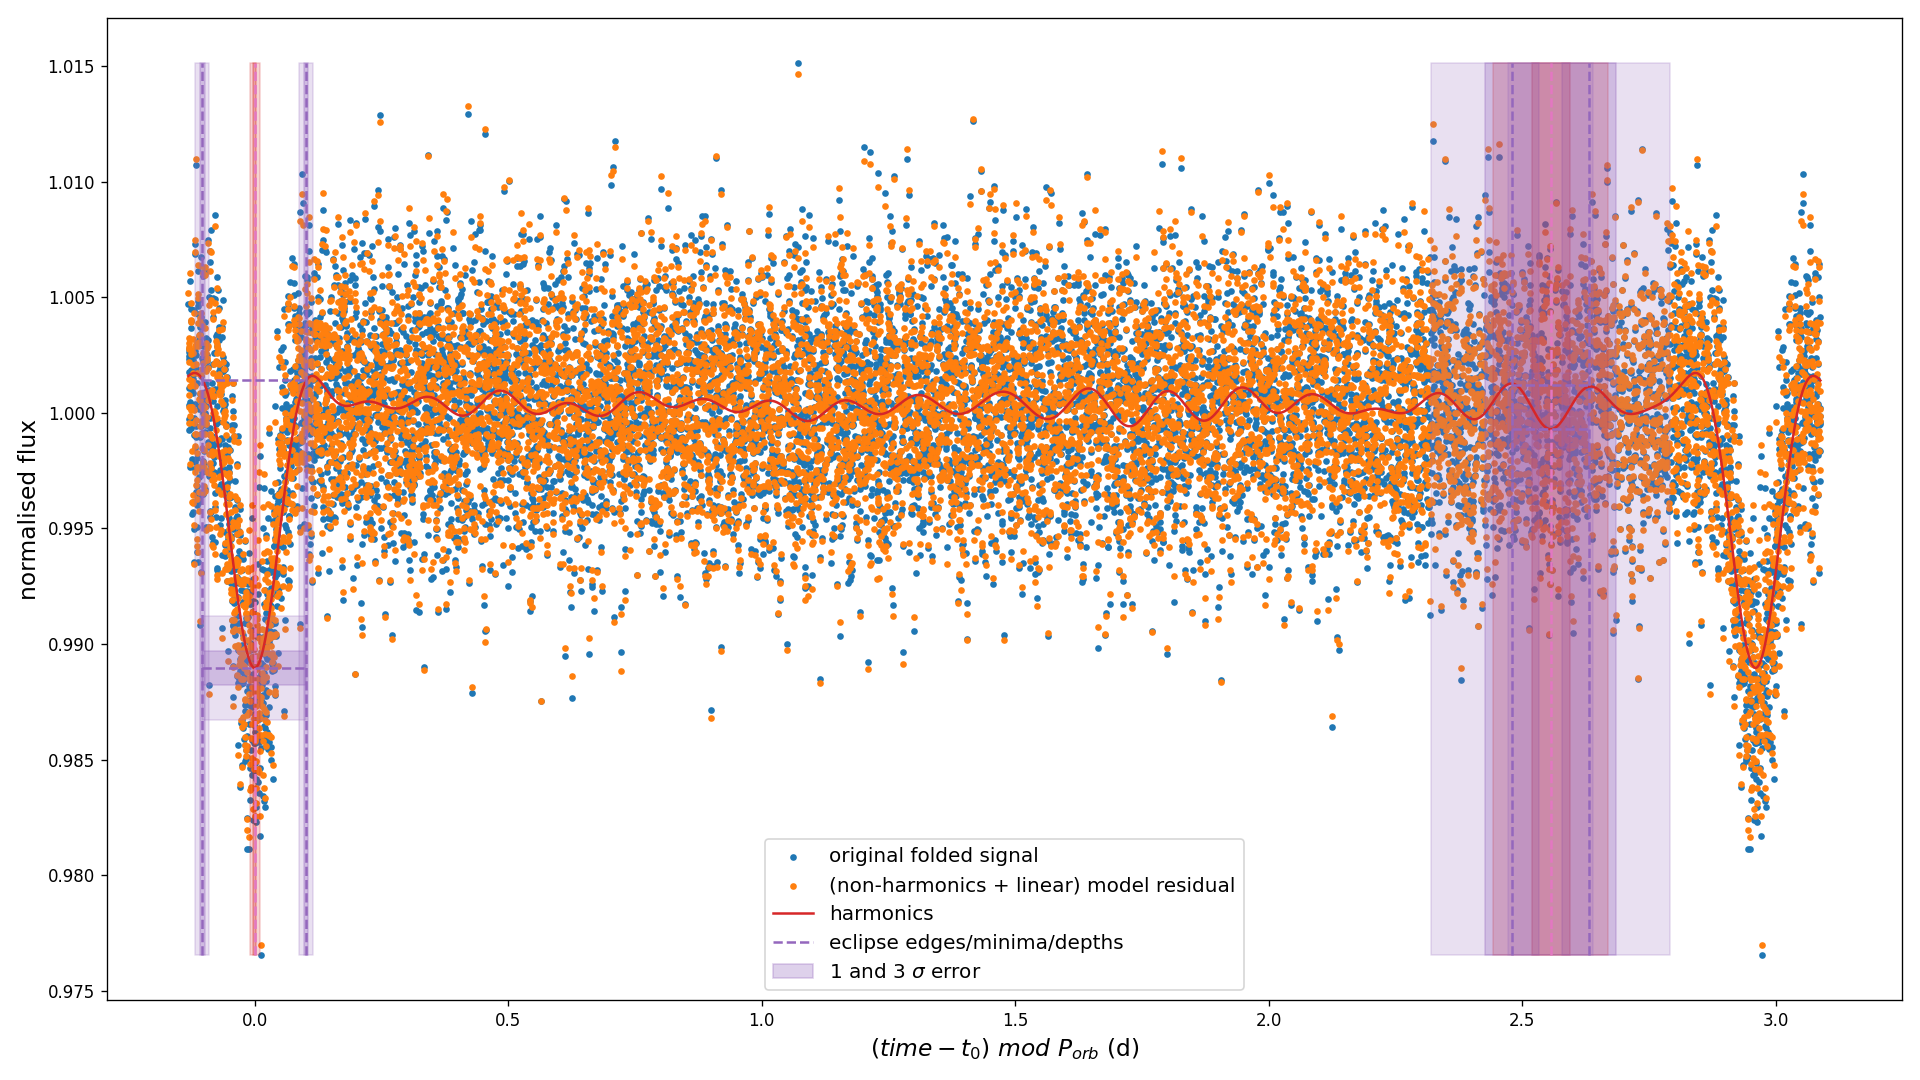 1.015
1.010
1.005
1.000
0.995
0.990
0.985
0.980
0.975
normalised flux
original folded signal
(non-harmonics + linear) model residual
harmonics
eclipse edges/minima/depths
1 and 3 σ error
0.0 0.5 1.0 1.5 2.0 2.5 3.0
(time − t₀) mod P_orb (d)